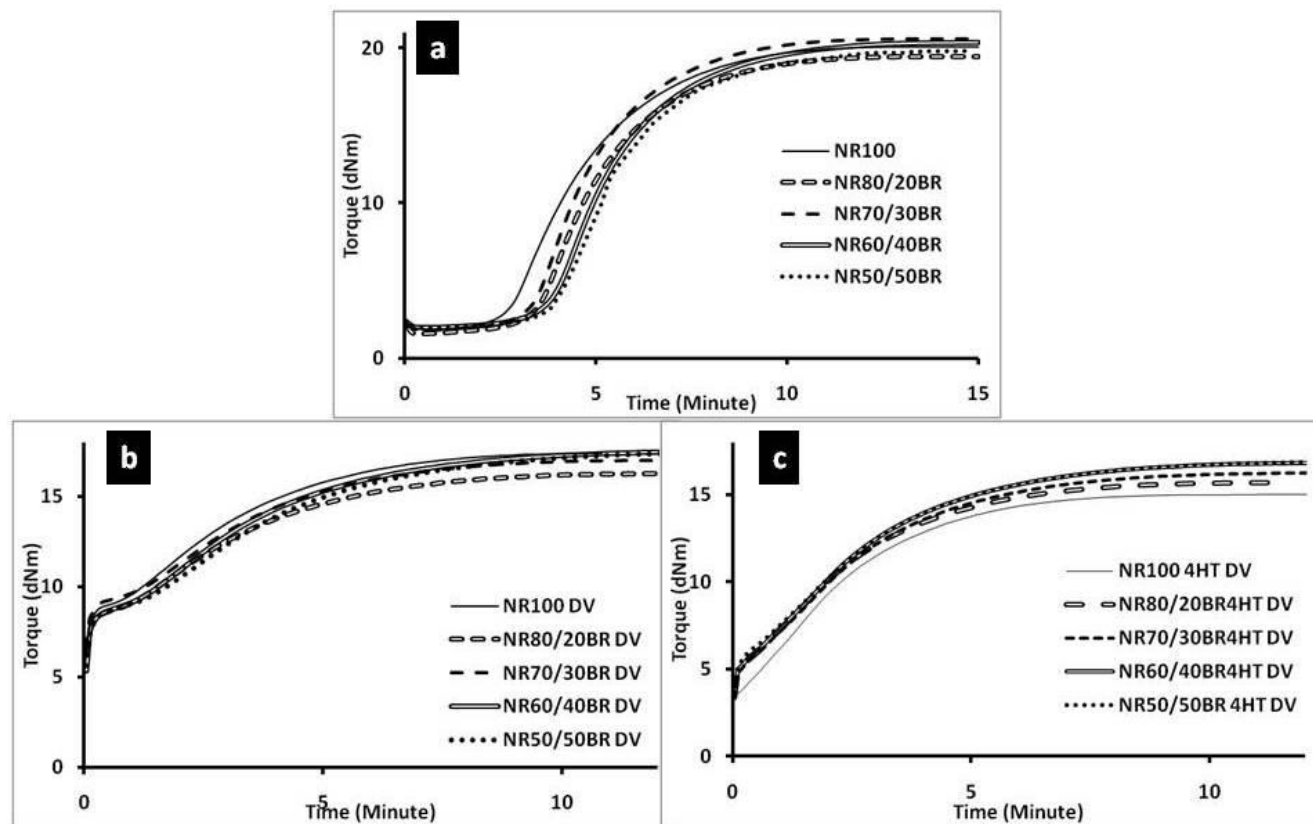 a
20
10
0
Torque (dNm)
NR100
NR80/20BR
NR70/30BR
NR60/40BR
NR50/50BR
0 5 10 15
Time (Minute)
b
15
10
5
0
Torque (dNm)
NR100 DV
NR80/20BR DV
NR70/30BR DV
NR60/40BR DV
NR50/50BR DV
0 5 10
Time (Minute)
c
15
10
5
0
Torque (dNm)
NR100 4HT DV
NR80/20BR4HT DV
NR70/30BR4HT DV
NR60/40BR4HT DV
NR50/50BR 4HT DV
0 5 10
Time (Minute)